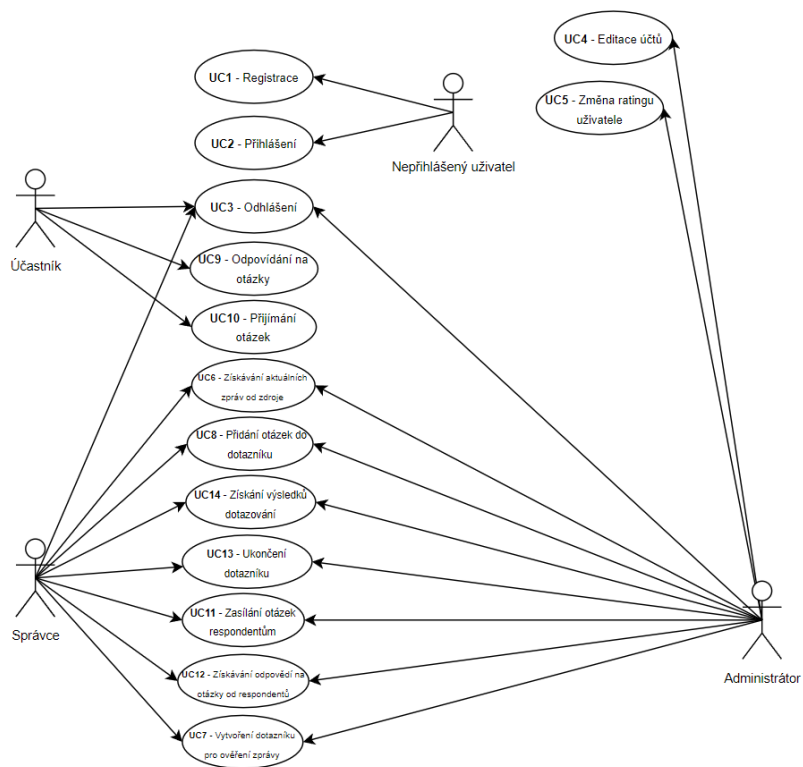 UC4 - Editace účtů
UC1 - Registrace
UC5 - Změna ratingu
uživatele
UC2 - Přihlášení
Nepřihlášený uživatel
UC3 - Odhlášení
Účastník
UC9 - Odpovídání na
otázky
UC10 - Přijímání
otázek
UC6 - Získávání aktuálních
zpráv od zdroje
UC8 - Přidání otázek do
dotazníku
UC14 - Získání výsledků
dotazování
UC13 - Ukončení
dotazníku
UC11 - Zasílání otázek
respondentům
Správce
UC12 - Získávání odpovědí na
otázky od respondentů
Administrátor
UC7 - Vytvoření dotazníku
pro ověření zprávy